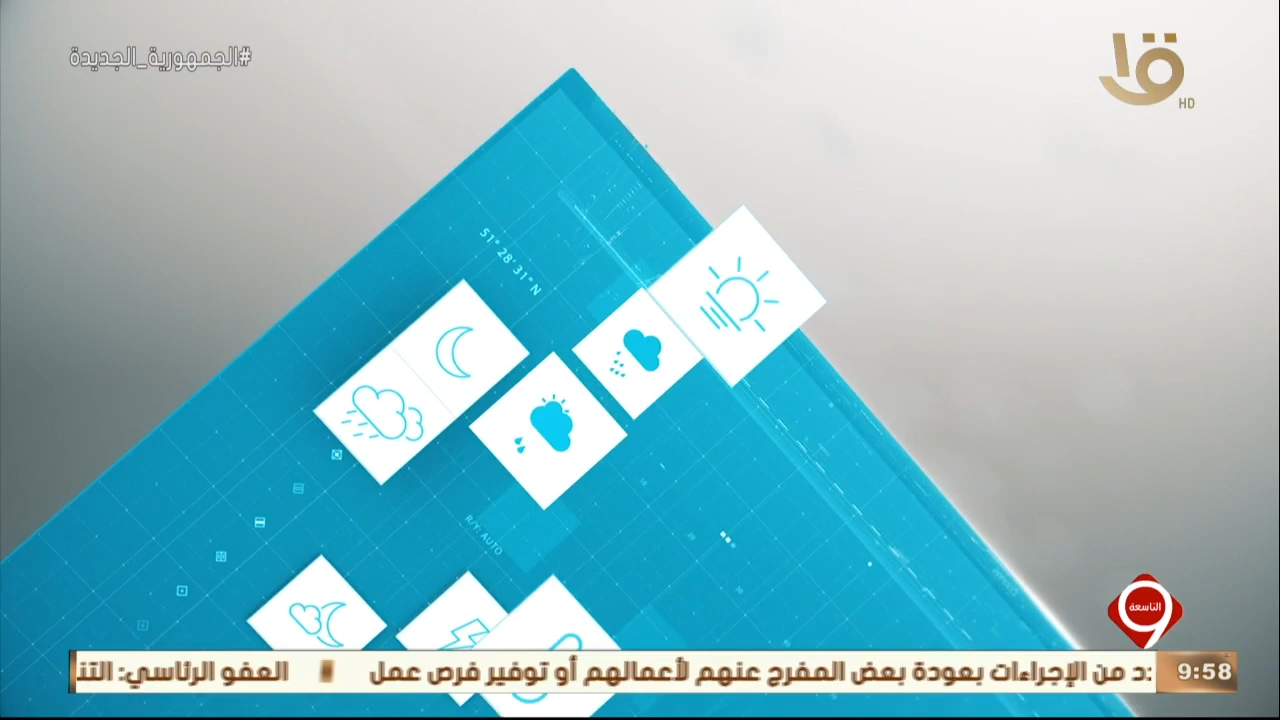 #الجمهورية_الجديدة
HD
51° 28' 31" N
R/Y: AUTO
التاسعة
9
من الإجراءات بعودة بعض المفرج عنهم لأعمالهم أو توفير فرص عمل
العفو الرئاسي:
9:58